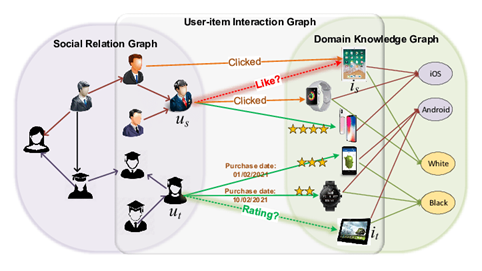 User-item Interaction Graph
Social Relation Graph
Domain Knowledge Graph
Clicked
Like?
iOS
i_s
Clicked
u_s
Android
Purchase date:
01/02/2021
White
Purchase date:
10/02/2021
Black
u_t
Rating?
i_t